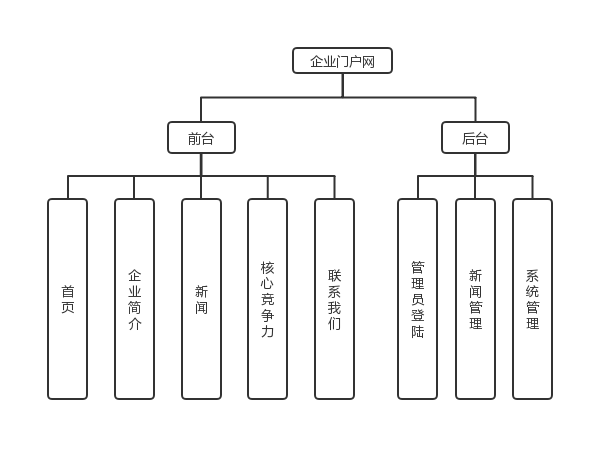 企业门户网
前台
后台
首页
企业简介
新闻
核心竞争力
联系我们
管理员登陆
新闻管理
系统管理